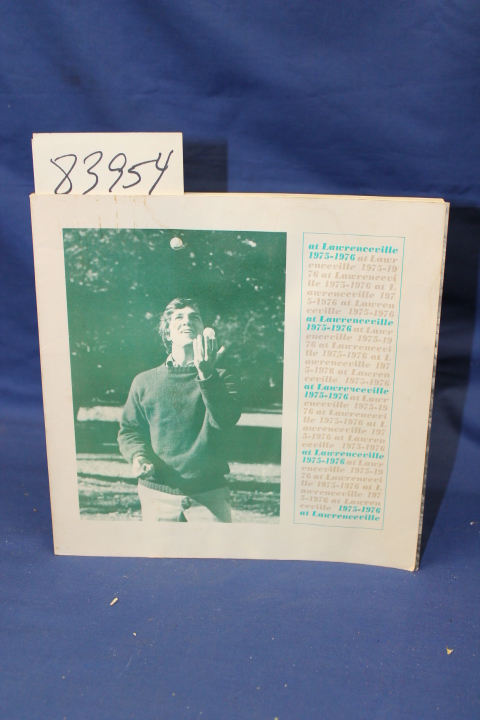 83954
at Lawrenceville
1975-1976 at Lawr
enceville 1975-19
76 at Lawrencevi
lle 1975-1976 at L
awrenceville 197
5-1976 at Lawren
ceville 1975-1976
at Lawrenceville
1975-1976 at Lawr
enceville 1975-19
76 at Lawrencevi
lle 1975-1976 at L
awrenceville 197
5-1976 at Lawren
ceville 1975-1976
at Lawrenceville
1975-1976 at Lawr
enceville 1975-19
76 at Lawrencevi
lle 1975-1976 at L
awrenceville 197
5-1976 at Lawren
ceville 1975-1976
at Lawrenceville
1975-1976 at Lawr
enceville 1975-19
76 at Lawrencevi
lle 1975-1976 at L
awrenceville 197
5-1976 at Lawren
ceville 1975-1976
at Lawrenceville